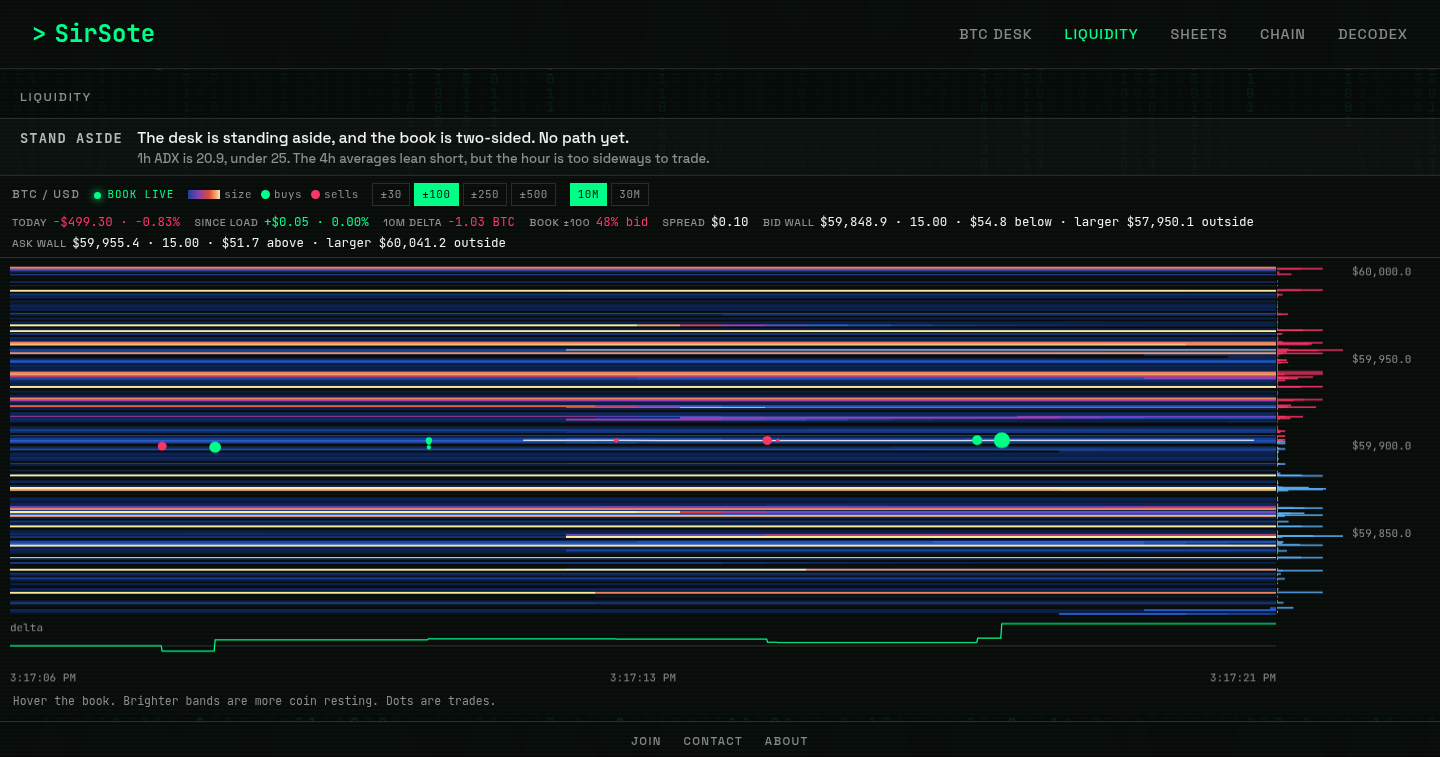 > SirSote
BTC DESK LIQUIDITY SHEETS CHAIN DECODEX
LIQUIDITY
STAND ASIDE The desk is standing aside, and the book is two-sided. No path yet.
1h ADX is 20.9, under 25. The 4h averages lean short, but the hour is too sideways to trade.
BTC / USD BOOK LIVE size buys sells ±30 ±100 ±250 ±500 10M 30M
TODAY -$499.30 · -0.83% SINCE LOAD +$0.05 · 0.00% 10M DELTA -1.03 BTC BOOK ±100 48% bid SPREAD $0.10 BID WALL $59,848.9 · 15.00 · $54.8 below · larger $57,950.1 outside
ASK WALL $59,955.4 · 15.00 · $51.7 above · larger $60,041.2 outside
$60,000.0
$59,950.0
$59,900.0
$59,850.0
delta
3:17:06 PM 3:17:13 PM 3:17:21 PM
Hover the book. Brighter bands are more coin resting. Dots are trades.
JOIN CONTACT ABOUT